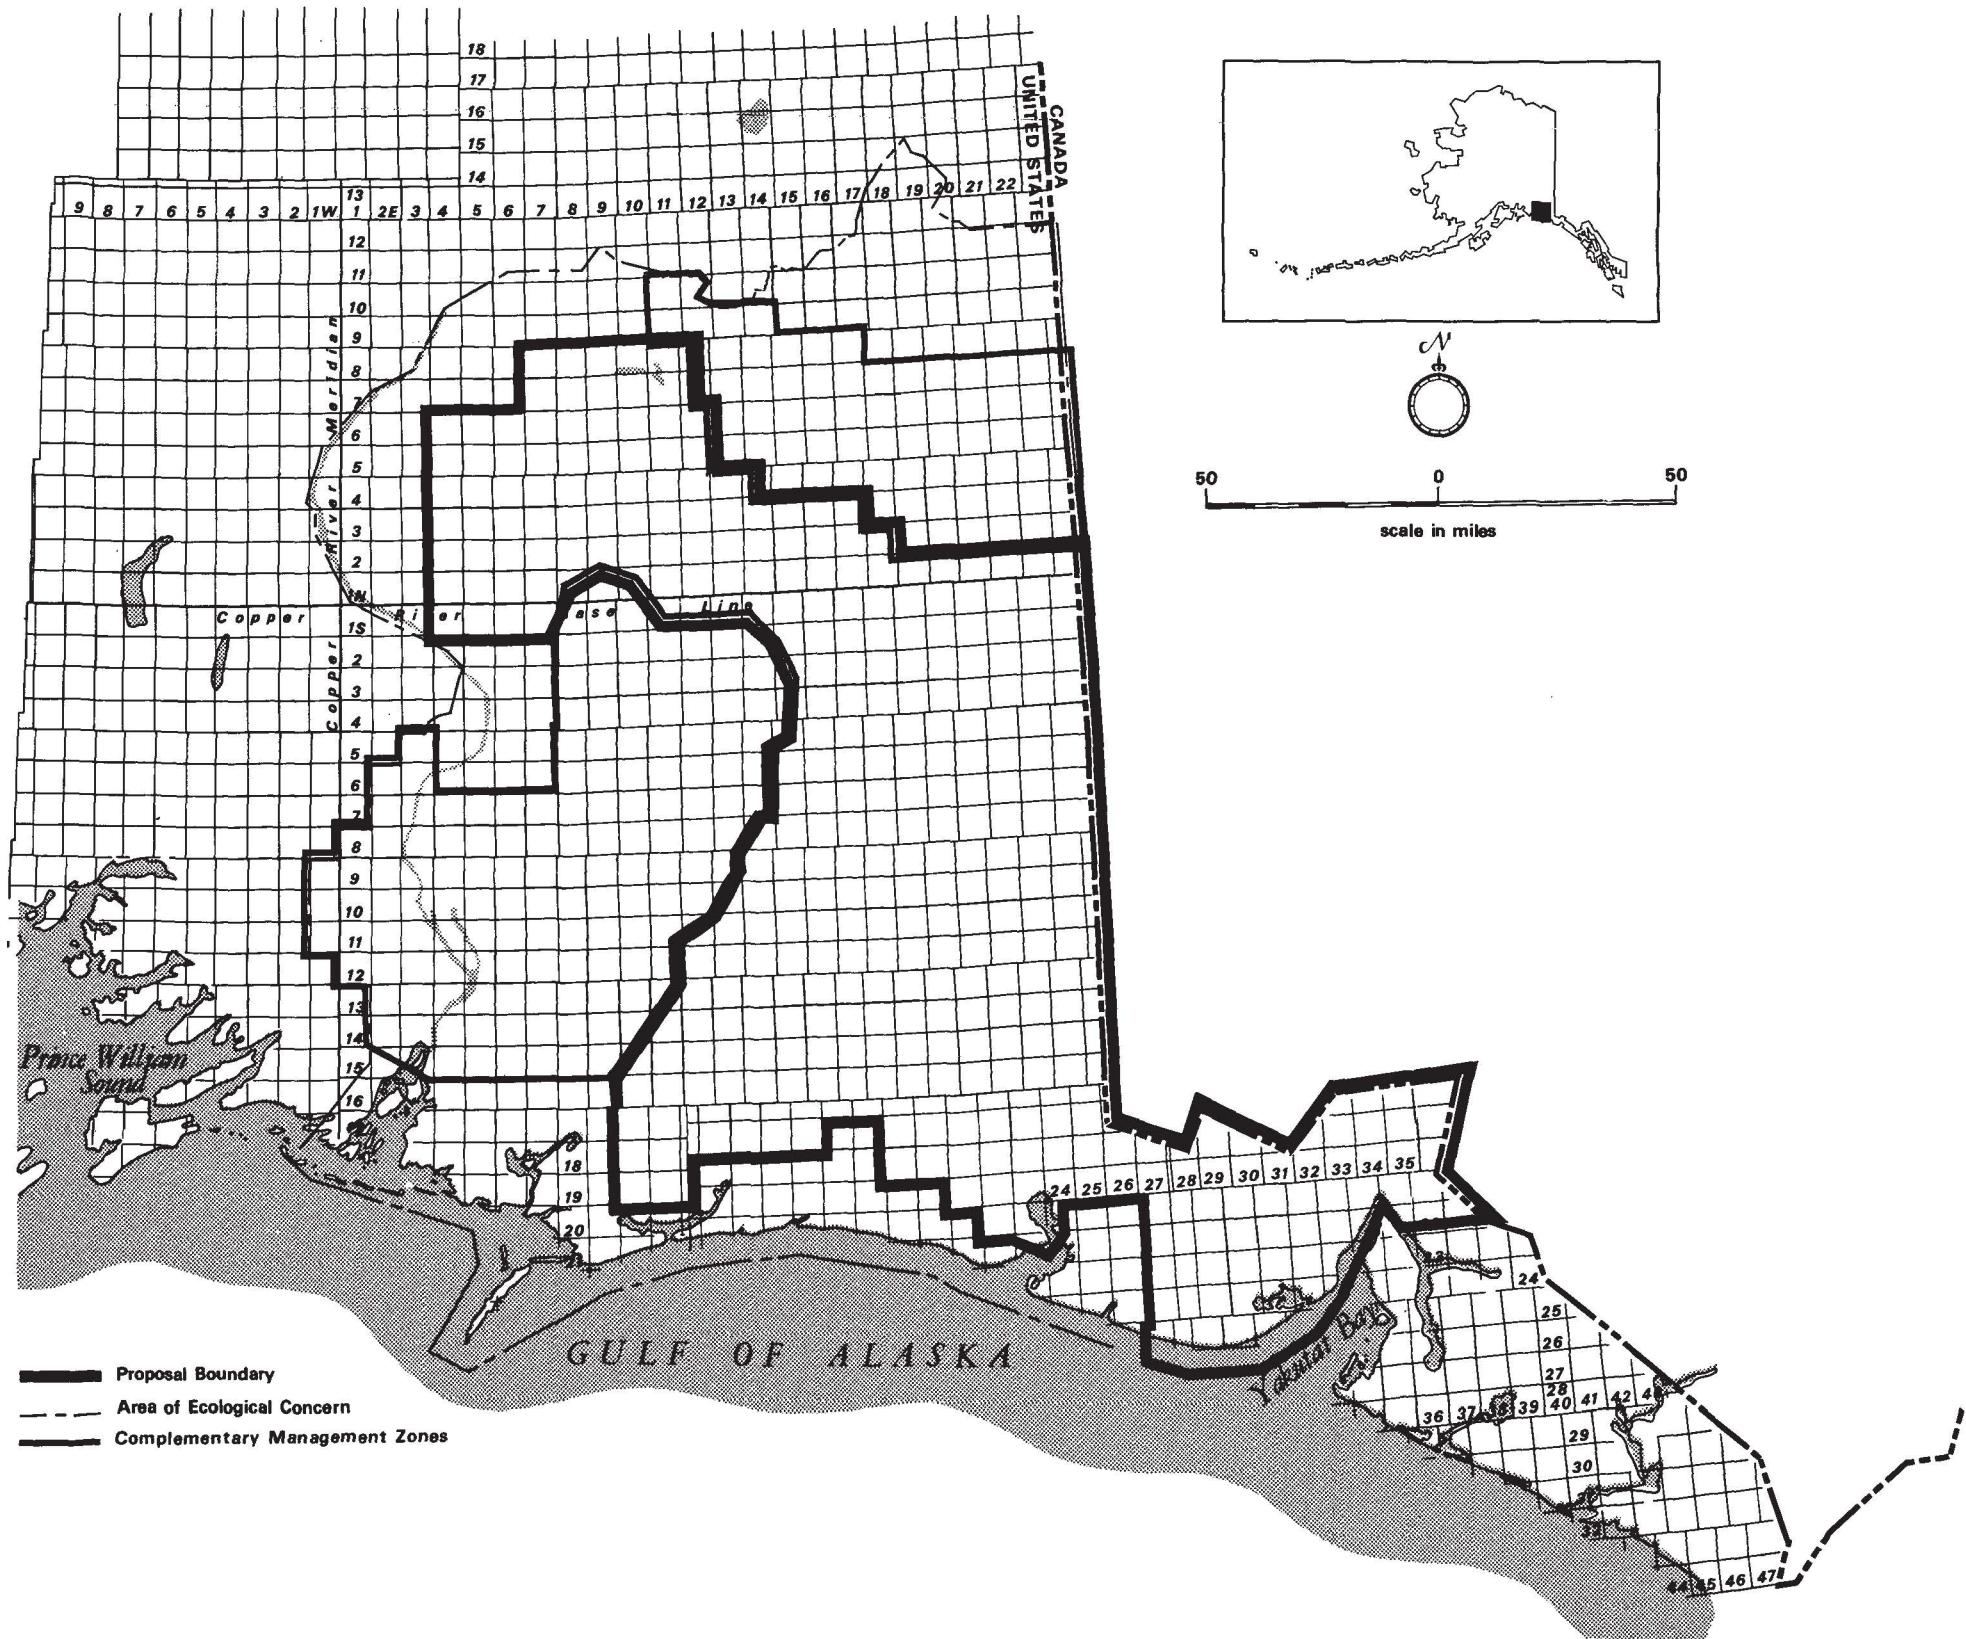 18
17
16
15
14
13
9 8 7 6 5 4 3 2 1W 1 2E 3 4 5 6 7 8 9 10 11 12 13 14 15 16 17 18 19 20 21 22
UNITED STATES
CANADA
12
11
10
9
8
7
6
5
4
3
2
1N
Copper River Meridian
Copper River Base Line
1S
2
3
4
5
6
7
8
9
10
11
12
13
14
15
16
18
19
20
21
N
50 0 50
scale in miles
Prince William
Sound
24 25 26 27 28 29 30 31 32 33 34 35
23
24
25
26
27
28
36 37 38 39 40 41 42 43
29
30
31
32
44 45 46 47
Yakutat Bay
GULF OF ALASKA
Proposal Boundary
Area of Ecological Concern
Complementary Management Zones